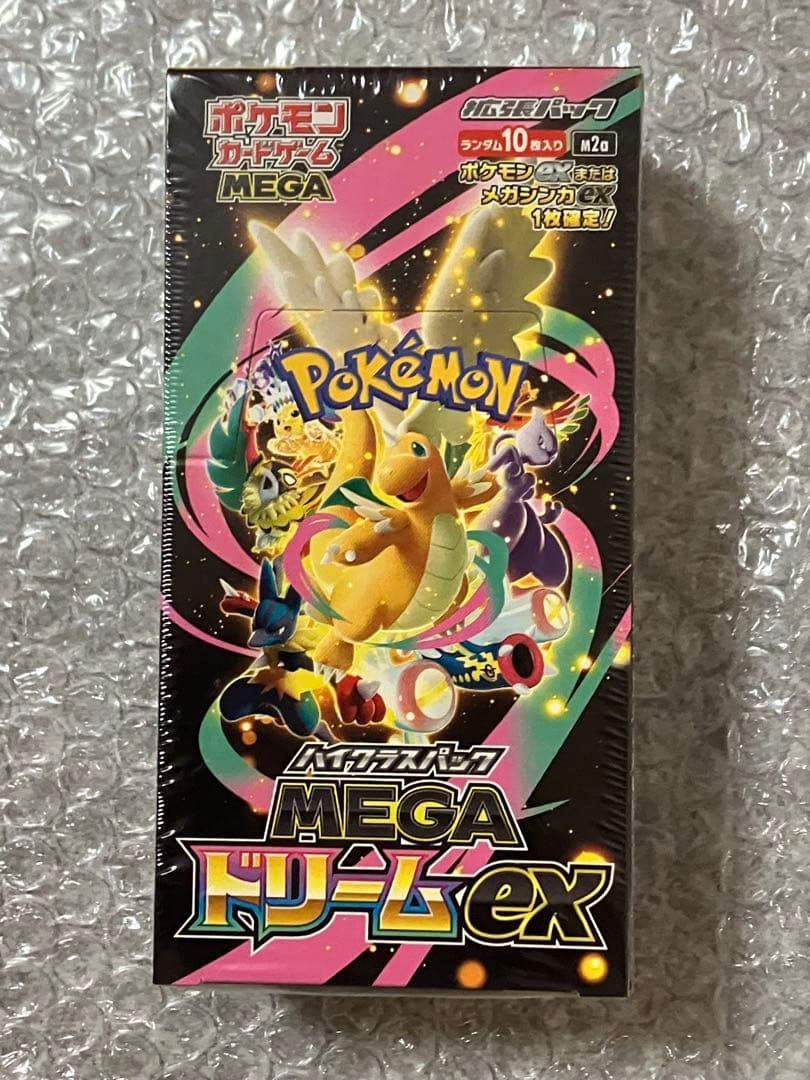 ポケモン
カードゲーム
MEGA
拡張パック
ランダム10枚入り M2a
ポケモンexまたは
メガシンカex
1枚確定!
POKéMON
ハイクラスパック
MEGA
ドリームex